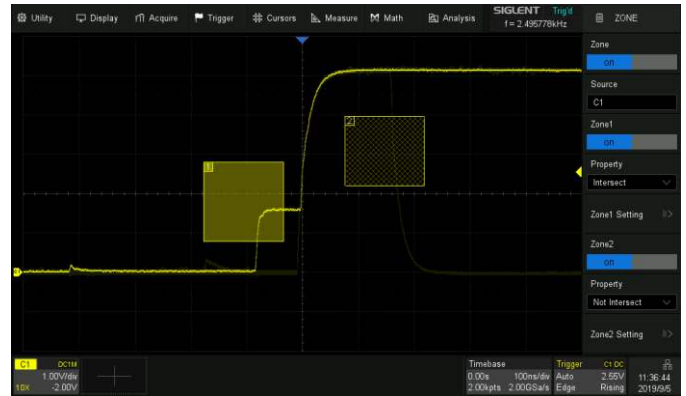 Utility Display Acquire Trigger Cursors Measure Math Analysis SIGLENT Trig'd
f = 2.495778kHz
ZONE
Zone
on
Source
C1
Zone1
on
Property
Intersect
Zone1 Setting
Zone2
on
Property
Not Intersect
Zone2 Setting
1
2
C1 DC1M
1.00V/div
10X -2.00V
Timebase
0.00s 100ns/div
2.00kpts 2.00GSa/s
Trigger C1 DC
Auto 2.55V
Edge Rising
11:36:44
2019/9/5